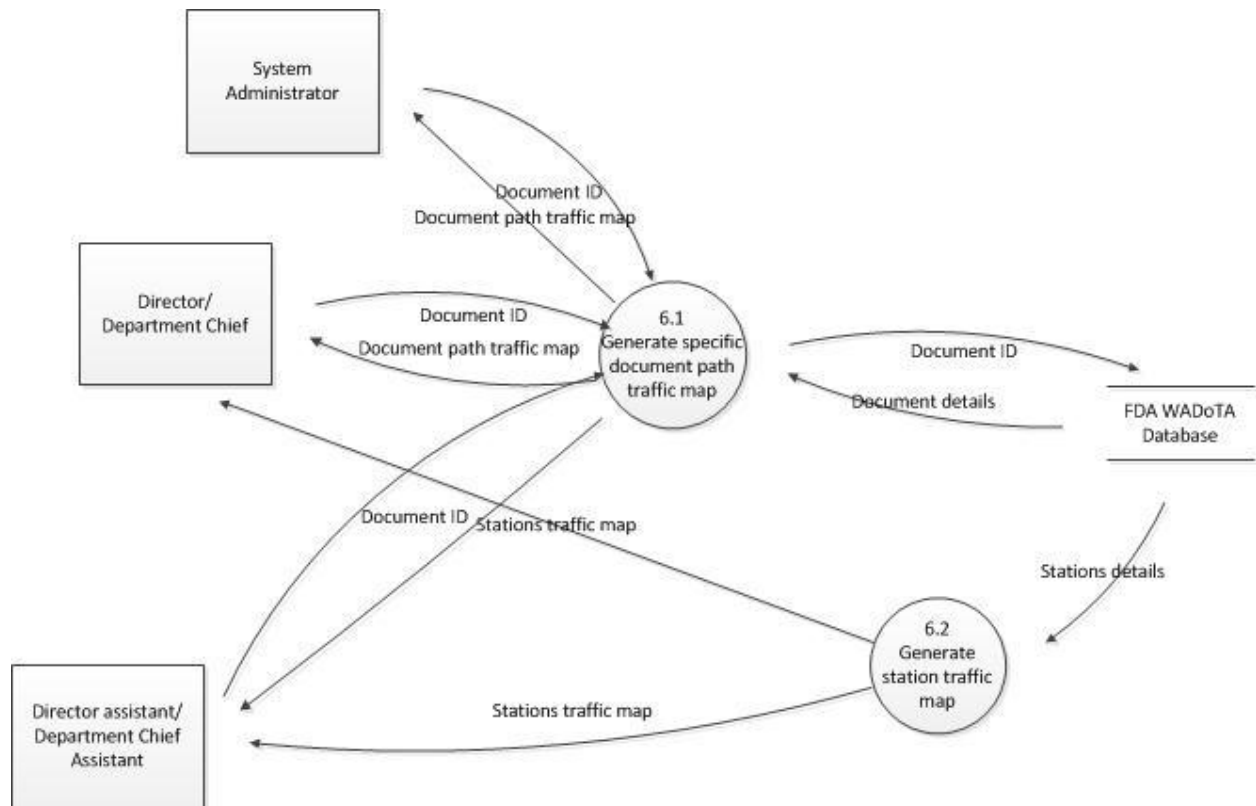 System
Administrator
Document ID
Document path traffic map
Director/
Department Chief
Document ID
Document path traffic map
6.1
Generate specific
document path
traffic map
Document ID
Document details
FDA WADoTA
Database
Document ID
Stations traffic map
Stations details
6.2
Generate
station traffic
map
Stations traffic map
Director assistant/
Department Chief
Assistant